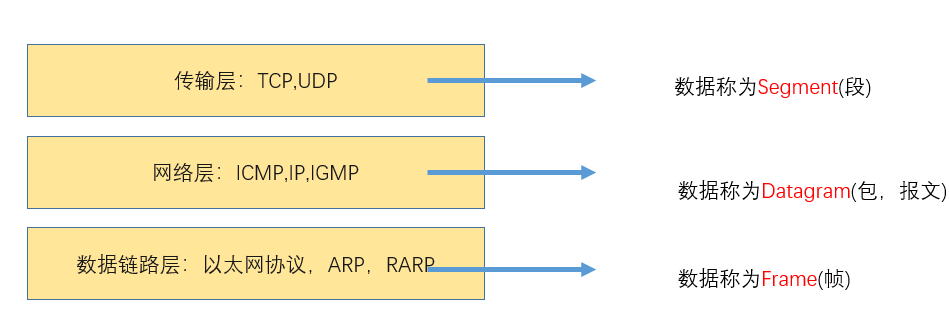 传输层：TCP,UDP
数据称为Segment(段)
网络层：ICMP,IP,IGMP
数据称为Datagram(包，报文)
数据链路层：以太网协议，ARP，RARP
数据称为Frame(帧)